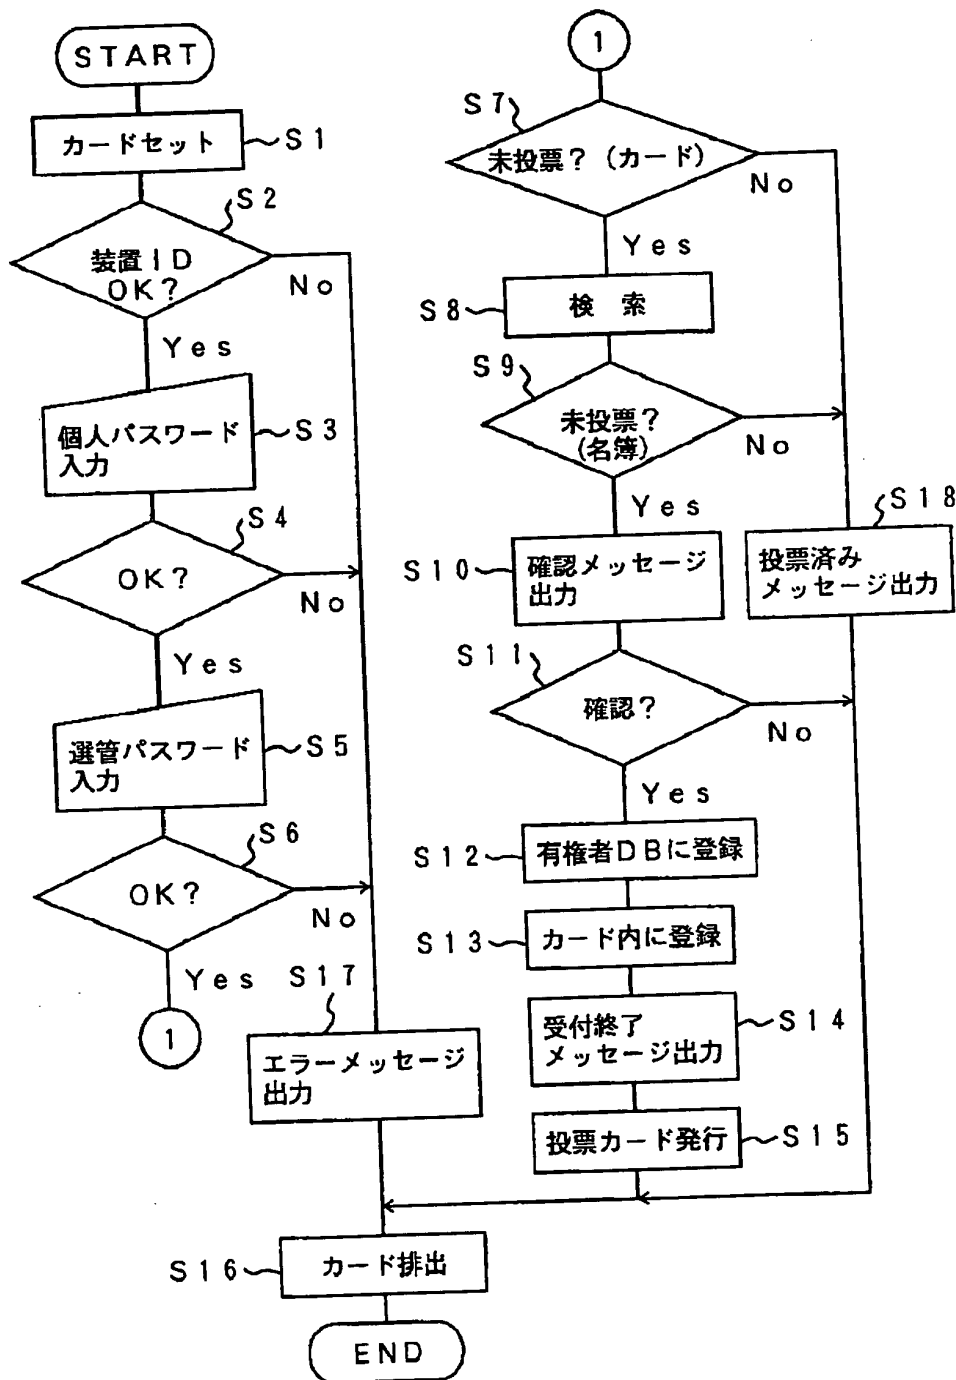 START
カードセット
S1
S2
装置ID
OK?
No
Yes
個人パスワード
入力
S3
S4
OK?
No
Yes
選管パスワード
入力
S5
S6
OK?
No
Yes
1
S17
エラーメッセージ
出力
S16
カード排出
END
1
S7
未投票?(カード)
No
Yes
S8
検 索
S9
未投票?
(名簿)
No
Yes
S18
投票済み
メッセージ出力
S10
確認メッセージ
出力
S11
確認?
No
Yes
S12
有権者DBに登録
S13
カード内に登録
受付終了
メッセージ出力
S14
投票カード発行
S15